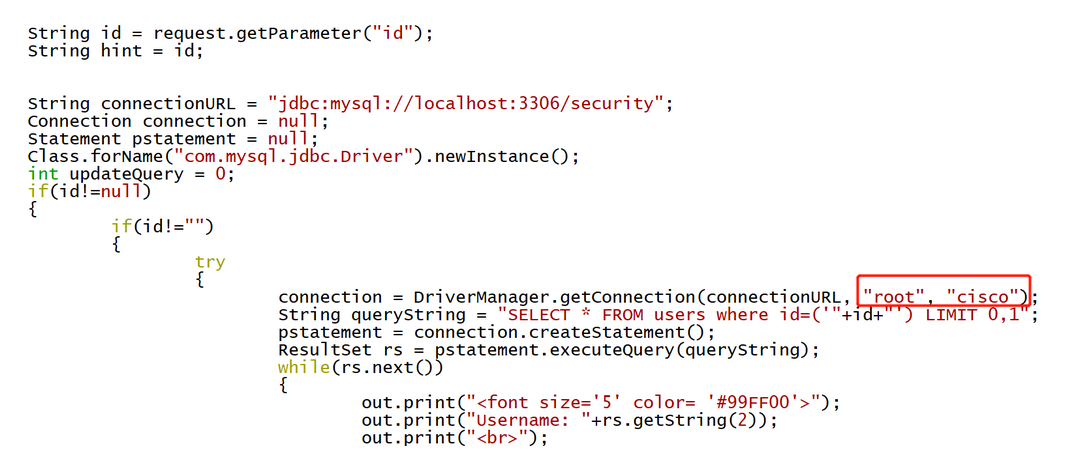 String id = request.getParameter("id");
String hint = id;
String connectionURL = "jdbc:mysql://localhost:3306/security";
Connection connection = null;
Statement pstatement = null;
Class.forName("com.mysql.jdbc.Driver").newInstance();
int updateQuery = 0;
if(id!=null)
{
if(id!="")
{
try
{
connection = DriverManager.getConnection(connectionURL, "root", "cisco");
String queryString = "SELECT * FROM users where id=('"+id+"') LIMIT 0,1";
pstatement = connection.createStatement();
ResultSet rs = pstatement.executeQuery(queryString);
while(rs.next())
{
out.print("<font size='5' color= '#99FF00'>");
out.print("Username: "+rs.getString(2));
out.print("<br>");